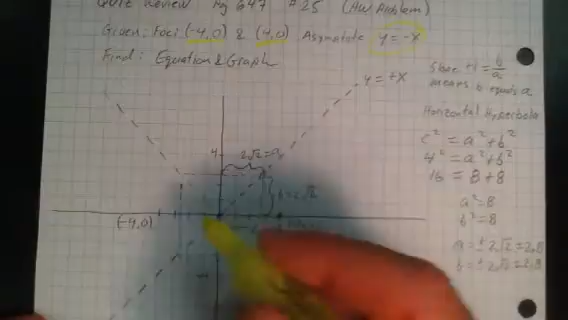 Quiz Review Pg 647 #25 (HW Problem)
Given: Foci (-4,0) & (4,0) Asymptote y=-x
Find: Equation & Graph
y=+x
4
2√2=a
b=2√2
(-4,0)
Slope +1 = b/a
means b equals a
Horizontal Hyperbola
c²=a²+b²
4²=a²+b²
16 = 8+8
a²=8
b²=8
a=±2√2=2.8
b=±2√2=2.8